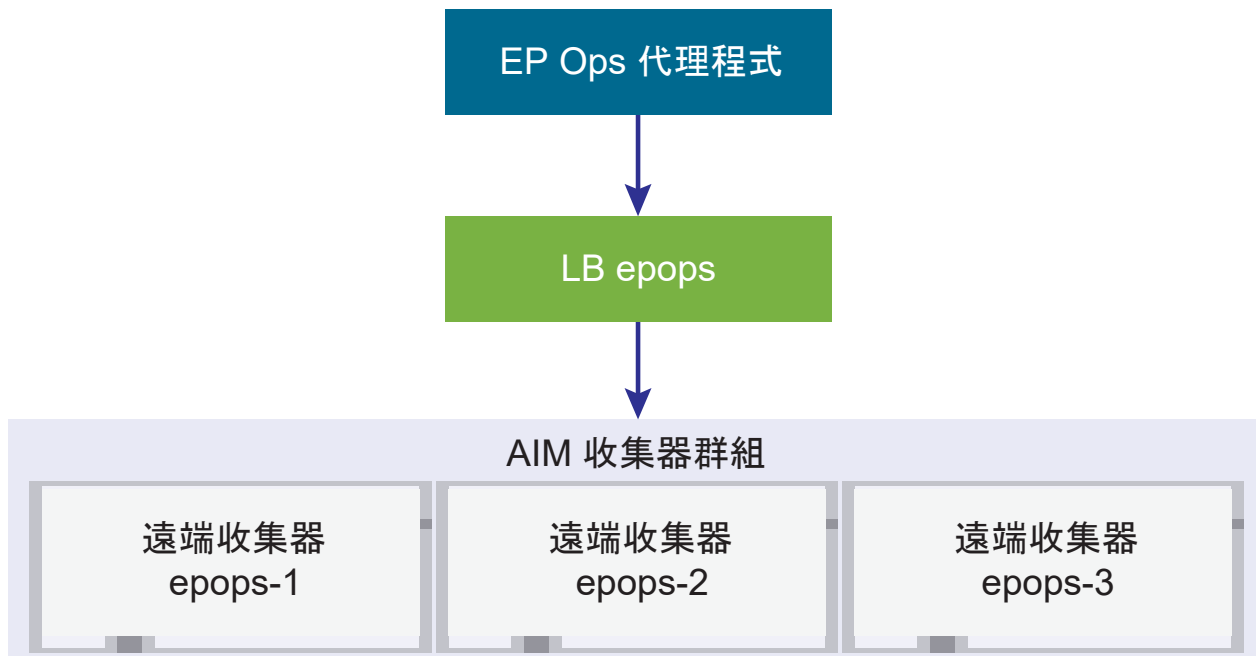 EP Ops 代理程式
LB epops
AIM 收集器群組
遠端收集器
epops-1
遠端收集器
epops-2
遠端收集器
epops-3